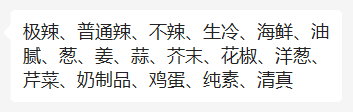 极辣、普通辣、不辣、生冷、海鲜、油
腻、葱、姜、蒜、芥末、花椒、洋葱、
芹菜、奶制品、鸡蛋、纯素、清真